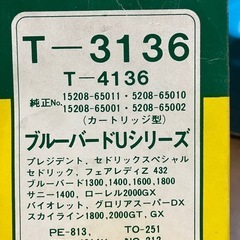 T-3136
T-4136
純正No. 15208-65011・5208-65010
15208-65001・5208-65002
(カートリッジ型)
ブルーバードUシリーズ
プレジデント, セドリックスペシャル
セドリック, フェアレディZ 432
ブルーバード1300,1400,1600,1800
サニー1400, ローレル2000GX
バイオレット, グロリアスーパーDX
スカイライン1800,2000GT,GX
PE-813, TO-251